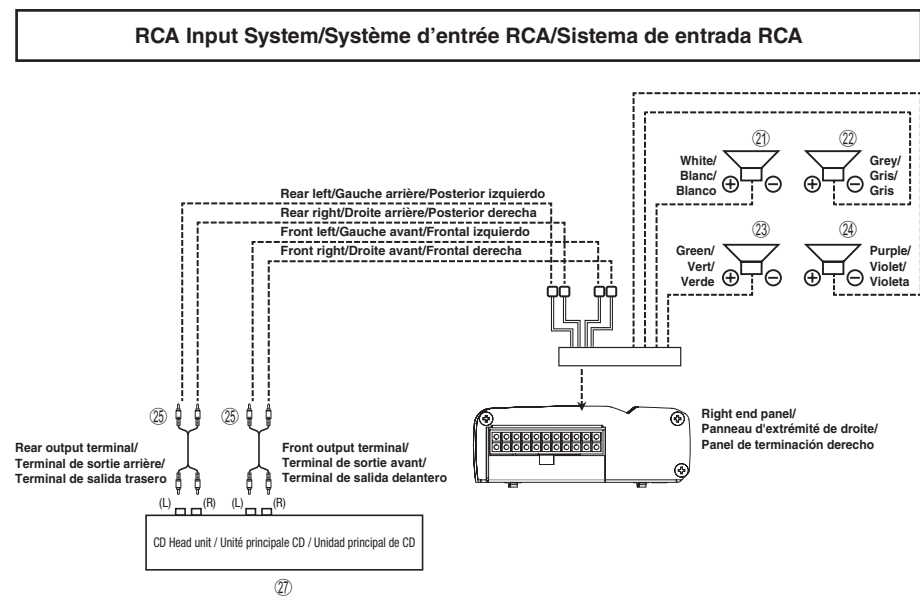 RCA Input System/Système d’entrée RCA/Sistema de entrada RCA
㉑
㉒
White/
Blanc/
Blanco
Grey/
Gris/
Gris
Rear left/Gauche arrière/Posterior izquierdo
Rear right/Droite arrière/Posterior derecha
Front left/Gauche avant/Frontal izquierdo
Front right/Droite avant/Frontal derecha
㉓
㉔
Green/
Vert/
Verde
Purple/
Violet/
Violeta
㉕
㉕
Right end panel/
Panneau d'extrémité de droite/
Panel de terminación derecho
Rear output terminal/
Terminal de sortie arrière/
Terminal de salida trasero
Front output terminal/
Terminal de sortie avant/
Terminal de salida delantero
(L) (R) (L) (R)
CD Head unit / Unité principale CD / Unidad principal de CD
㉗